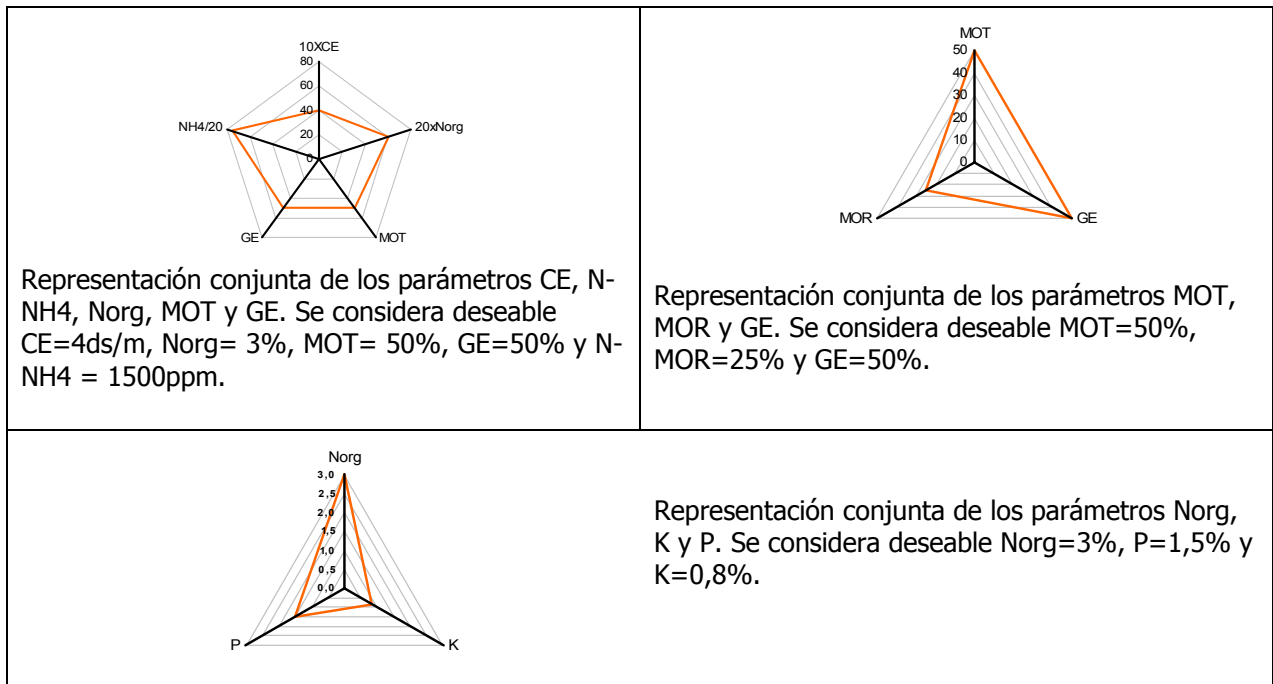 10XCE
80
60
40
20
0
NH4/20
20xNorg
GE
MOT
Representación conjunta de los parámetros CE, N-
NH4, Norg, MOT y GE. Se considera deseable
CE=4ds/m, Norg= 3%, MOT= 50%, GE=50% y N-
NH4 = 1500ppm.
MOT
50
40
30
20
10
0
MOR
GE
Representación conjunta de los parámetros MOT,
MOR y GE. Se considera deseable MOT=50%,
MOR=25% y GE=50%.
Norg
3,0
2,5
2,0
1,5
1,0
0,5
0,0
P
K
Representación conjunta de los parámetros Norg,
K y P. Se considera deseable Norg=3%, P=1,5% y
K=0,8%.